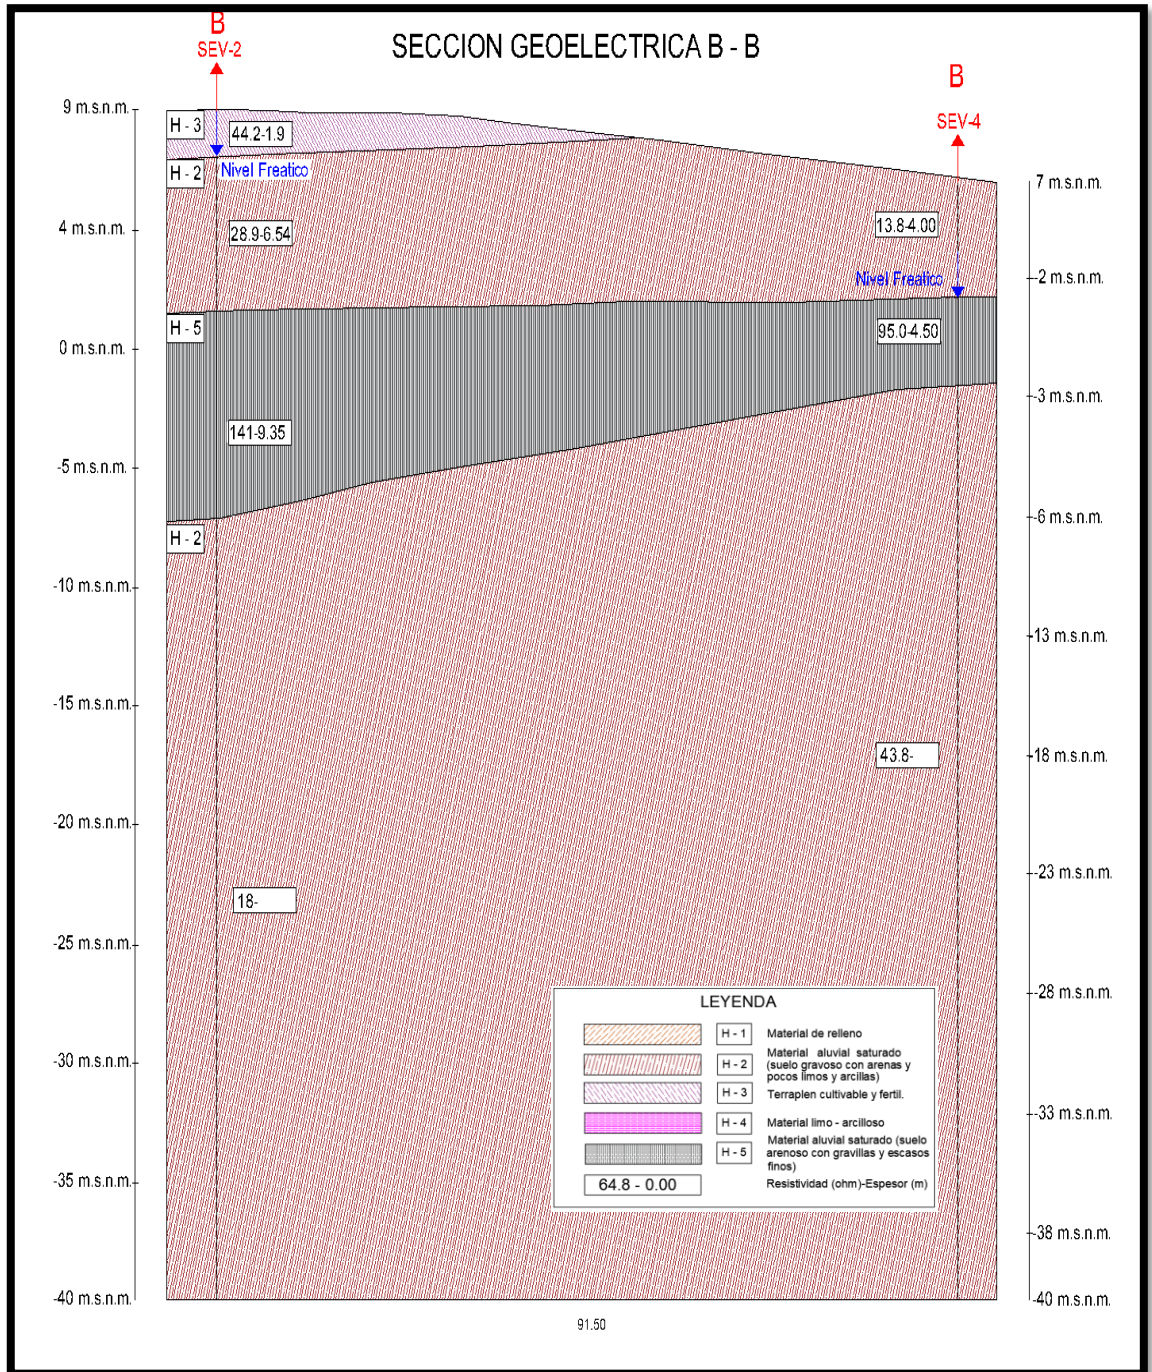 B
SEV-2
SECCION GEOELECTRICA B - B
B
SEV-4
9 m.s.n.m.
H - 3
44.2-1.9
H - 2
Nivel Freatico
7 m.s.n.m.
4 m.s.n.m.
28.9-6.54
13.8-4.00
Nivel Freatico
-2 m.s.n.m.
H - 5
95.0-4.50
0 m.s.n.m.
-3 m.s.n.m.
141-9.35
-5 m.s.n.m.
-6 m.s.n.m.
H - 2
-10 m.s.n.m.
-13 m.s.n.m.
-15 m.s.n.m.
43.8-
-18 m.s.n.m.
-20 m.s.n.m.
-23 m.s.n.m.
18-
-25 m.s.n.m.
-28 m.s.n.m.
LEYENDA
H - 1 Material de relleno
H - 2 Material aluvial saturado
(suelo gravoso con arenas y
pocos limos y arcillas)
H - 3 Terraplen cultivable y fertil.
H - 4 Material limo - arcilloso
H - 5 Material aluvial saturado (suelo
arenoso con gravillas y escasos
finos)
64.8 - 0.00 Resistividad (ohm)-Espesor (m)
-30 m.s.n.m.
-33 m.s.n.m.
-35 m.s.n.m.
-38 m.s.n.m.
-40 m.s.n.m.
-40 m.s.n.m.
91.50